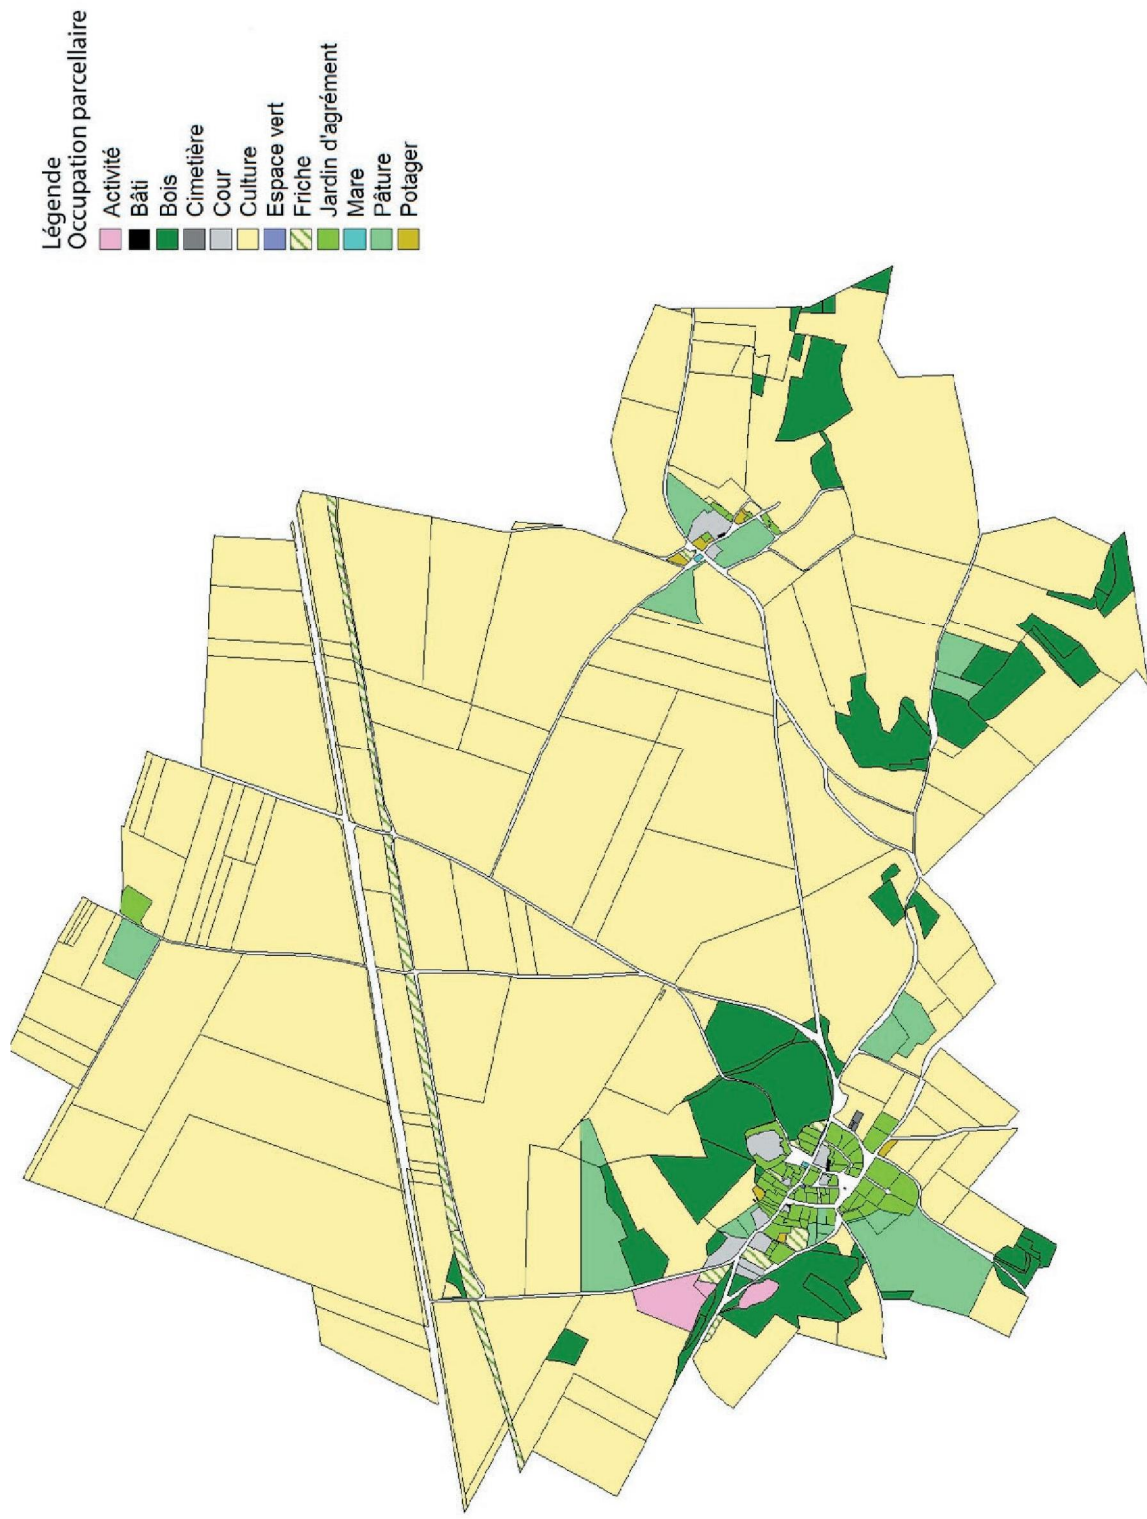 Légende
Occupation parcellaire
Activité
Bâti
Bois
Cimetière
Cour
Culture
Espace vert
Friche
Jardin d'agrément
Mare
Pâture
Potager